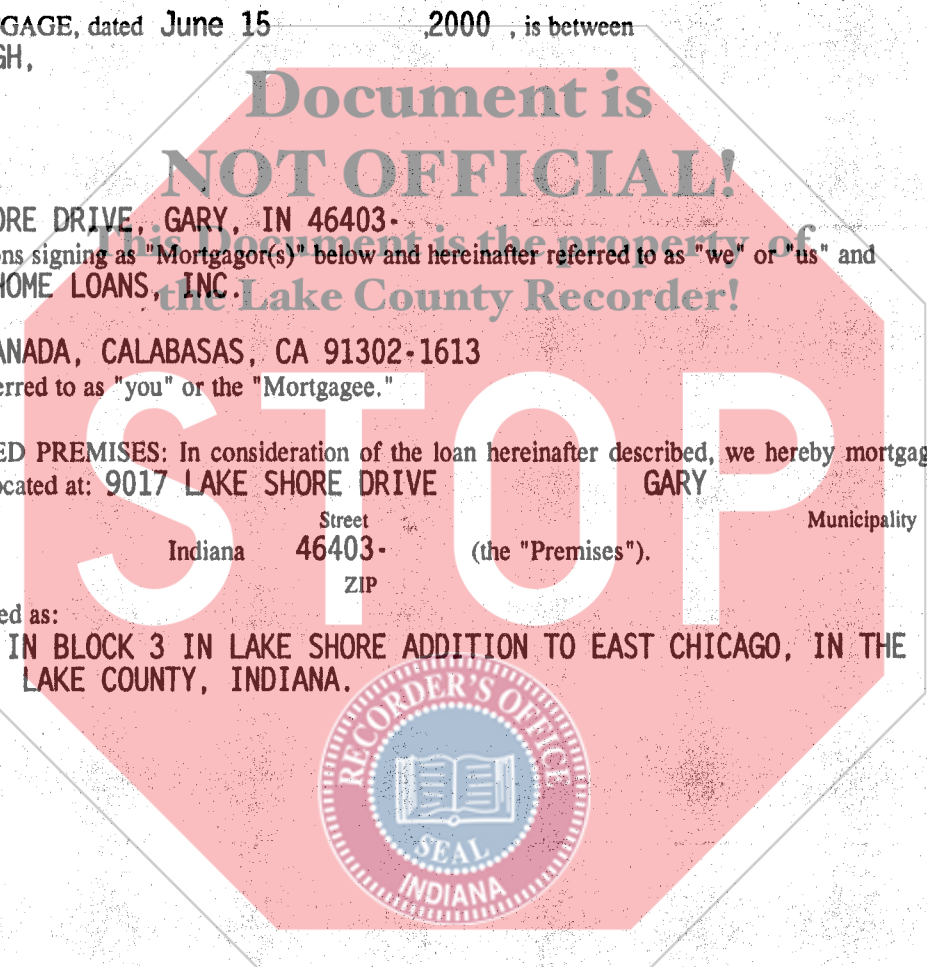 GAGE, dated June 15 ,2000 , is between
GH,
Document is
NOT OFFICIAL!
ORE DRIVE, GARY, IN 46403-
This Document is the property of
ns signing as "Mortgagor(s)" below and hereinafter referred to as "we" or "us" and
HOME LOANS, INC.
the Lake County Recorder!
ANADA, CALABASAS, CA 91302-1613
erred to as "you" or the "Mortgagee."
STOP
ED PREMISES: In consideration of the loan hereinafter described, we hereby mortgag
ocated at: 9017 LAKE SHORE DRIVE GARY
Street Municipality
Indiana 46403- (the "Premises").
ZIP
ed as:
IN BLOCK 3 IN LAKE SHORE ADDITION TO EAST CHICAGO, IN THE
LAKE COUNTY, INDIANA.
RECORDER'S OFFICE
SEAL
INDIANA